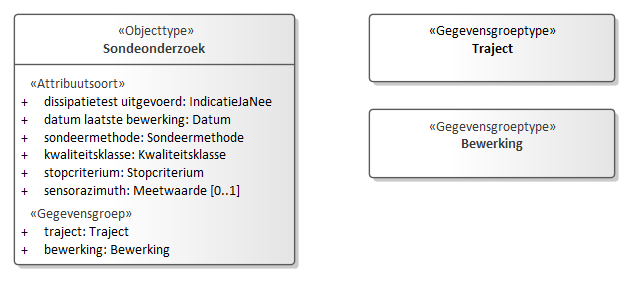 «Objecttype»
Sondeonderzoek
«Attribuutsoort»
+ dissipatietest uitgevoerd: IndicatieJaNee
+ datum laatste bewerking: Datum
+ sondeermethode: Sondeermethode
+ kwaliteitsklasse: Kwaliteitsklasse
+ stopcriterium: Stopcriterium
+ sensorazimuth: Meetwaarde [0..1]
«Gegevensgroep»
+ traject: Traject
+ bewerking: Bewerking
«Gegevensgroeptype»
Traject
«Gegevensgroeptype»
Bewerking